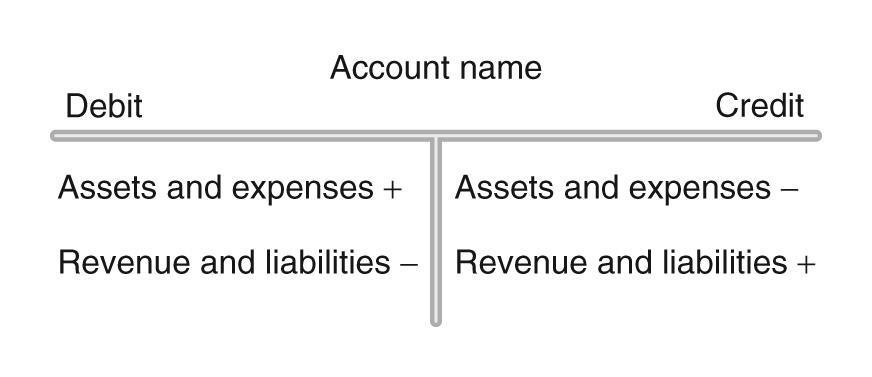 Account name
Debit Credit
Assets and expenses + Assets and expenses –
Revenue and liabilities – Revenue and liabilities +